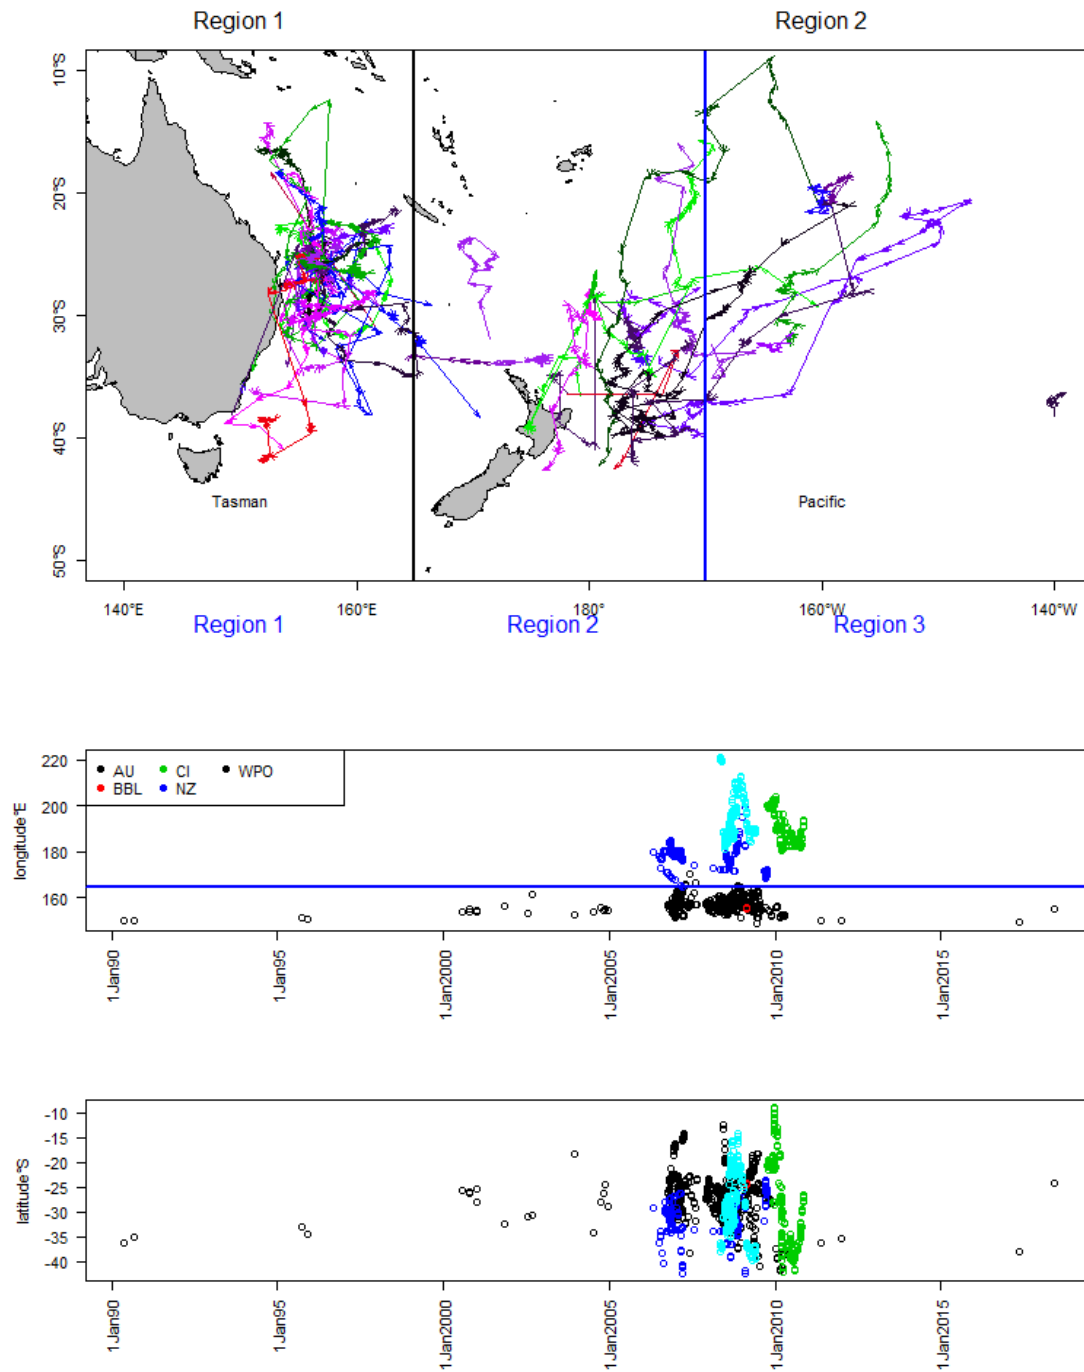 Region 1 Region 2
10°S
20°S
30°S
40°S
50°S
Tasman Pacific
140°E 160°E 180° 160°W 140°W
Region 1 Region 2 Region 3
longitude°E
220
200
180
160
AU CI WPO
BBL NZ
1Jan90 1Jan95 1Jan2000 1Jan2005 1Jan2010 1Jan2015
latitude°S
-10
-15
-20
-25
-30
-35
-40
1Jan90 1Jan95 1Jan2000 1Jan2005 1Jan2010 1Jan2015